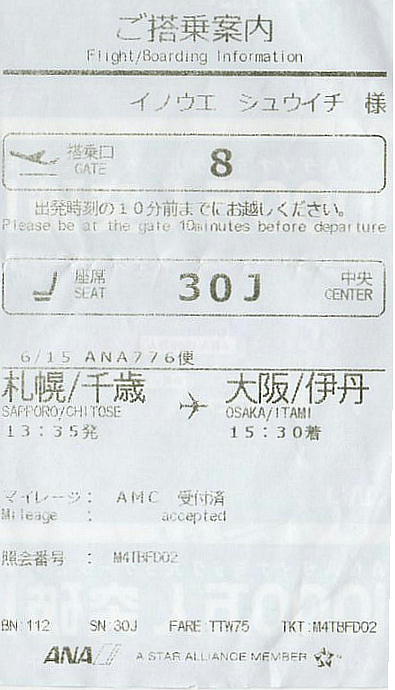 ご搭乗案内
Flight/Boarding Information
イノウエ シュウイチ 様
搭乗口 8
GATE
出発時刻の10分前までにお越しください。
Please be at the gate 10minutes before departure
座席 30J 中央
SEAT CENTER
6/15 ANA776便
札幌/千歳 大阪/伊丹
SAPPORO/CHITOSE OSAKA/ITAMI
13:35発 15:30着
マイレージ: AMC 受付済
Mileage : accepted
照会番号 : M4TBFD02
BN:112 SN:30J FARE:TTW75 TKT:M4TBFD02
ANA A STAR ALLIANCE MEMBER